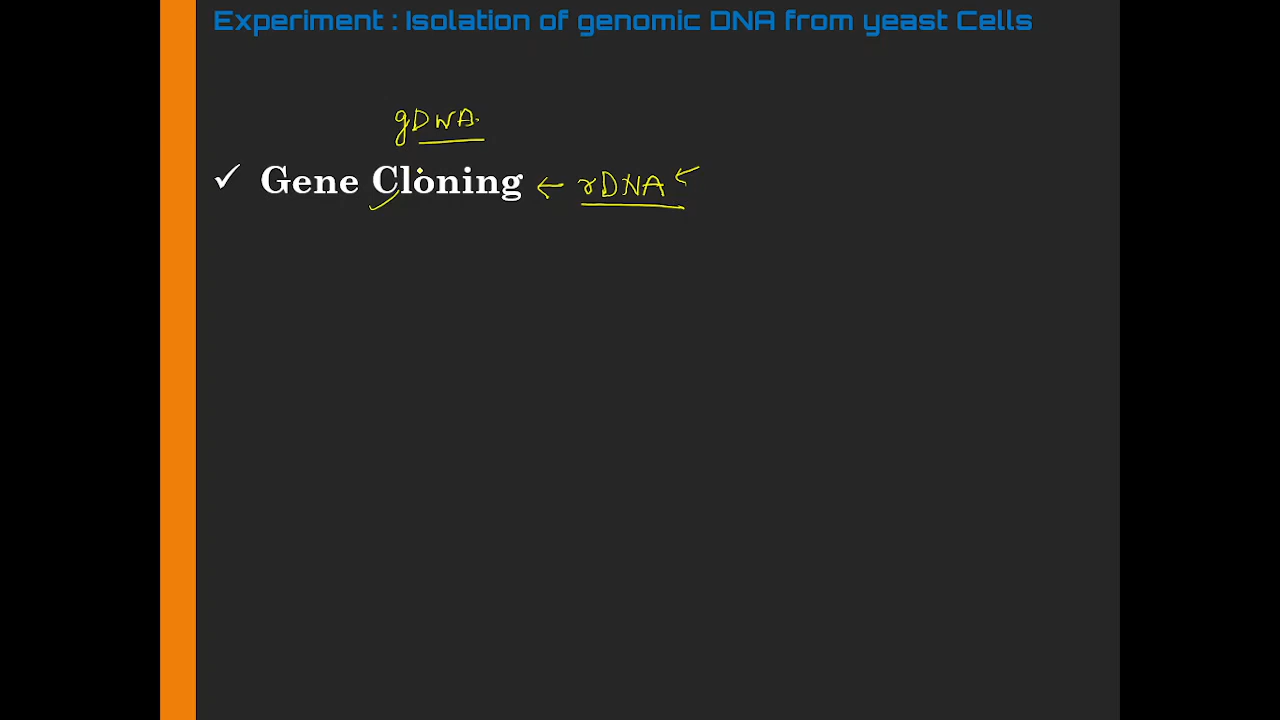 Experiment : Isolation of genomic DNA from yeast Cells
gDNA
✓ Gene Cloning ← rDNA ←